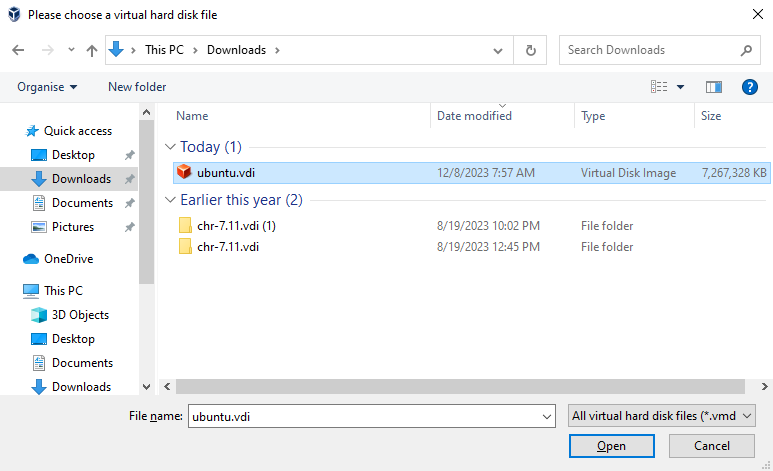 Please choose a virtual hard disk file
This PC Downloads
Search Downloads
Organise New folder
Name Date modified Type Size
Quick access
Desktop
Downloads
Documents
Pictures
OneDrive
This PC
3D Objects
Desktop
Documents
Downloads
Today (1)
ubuntu.vdi 12/8/2023 7:57 AM Virtual Disk Image 7,267,328 KB
Earlier this year (2)
chr-7.11.vdi (1) 8/19/2023 10:02 PM File folder
chr-7.11.vdi 8/19/2023 12:45 PM File folder
File name: ubuntu.vdi All virtual hard disk files (*.vmd
Open Cancel